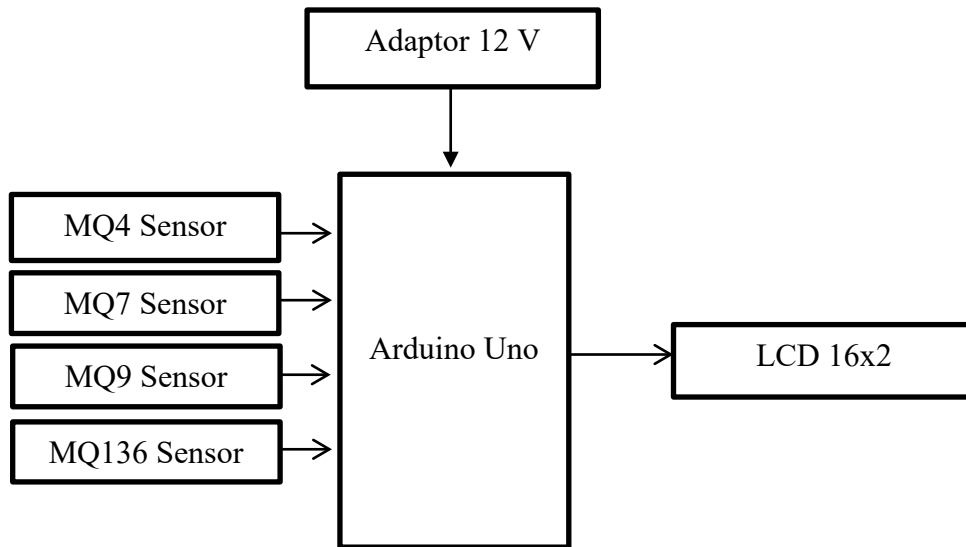 Adaptor 12 V
MQ4 Sensor
MQ7 Sensor
MQ9 Sensor
MQ136 Sensor
Arduino Uno
LCD 16x2